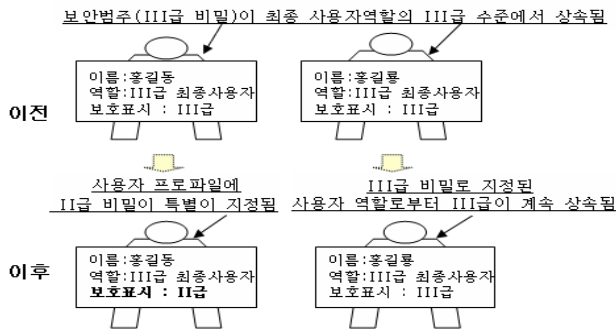 보안범주(III급 비밀)이 최종 사용자역할의 III급 수준에서 상속됨
이전
이름:홍길동
역할:III급 최종사용자
보호표시 : III급
이름:홍길룡
역할:III급 최종사용자
보호표시 : III급
사용자 프로파일에
II급 비밀이 특별이 지정됨
III급 비밀로 지정된
사용자 역할로부터 III급이 계속 상속됨
이후
이름:홍길동
역할:III급 최종사용자
보호표시 : II급
이름:홍길룡
역할:III급 최종사용자
보호표시 : III급